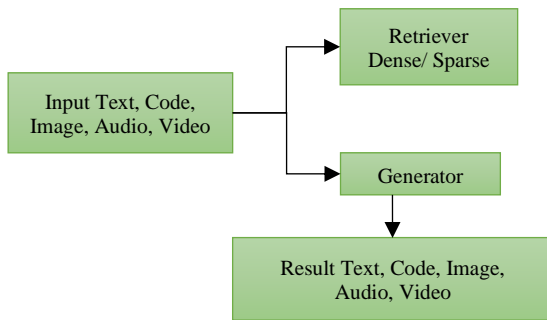 Retriever
Dense/ Sparse
Input Text, Code,
Image, Audio, Video
Generator
Result Text, Code, Image,
Audio, Video